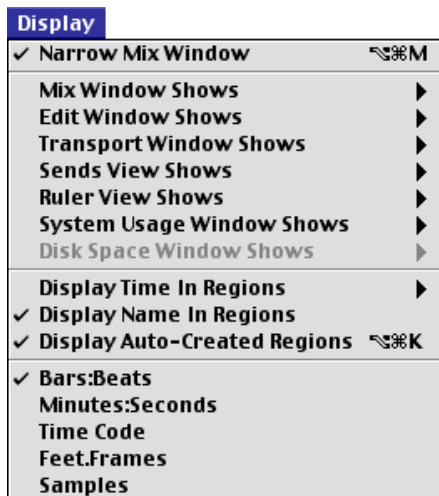 Display
✓ Narrow Mix Window ⌥⌘M
Mix Window Shows ▶
Edit Window Shows ▶
Transport Window Shows ▶
Sends View Shows ▶
Ruler View Shows ▶
System Usage Window Shows ▶
Disk Space Window Shows ▶
Display Time In Regions ▶
✓ Display Name In Regions
✓ Display Auto-Created Regions ⌥⌘K
✓ Bars:Beats
Minutes:Seconds
Time Code
Feet.Frames
Samples